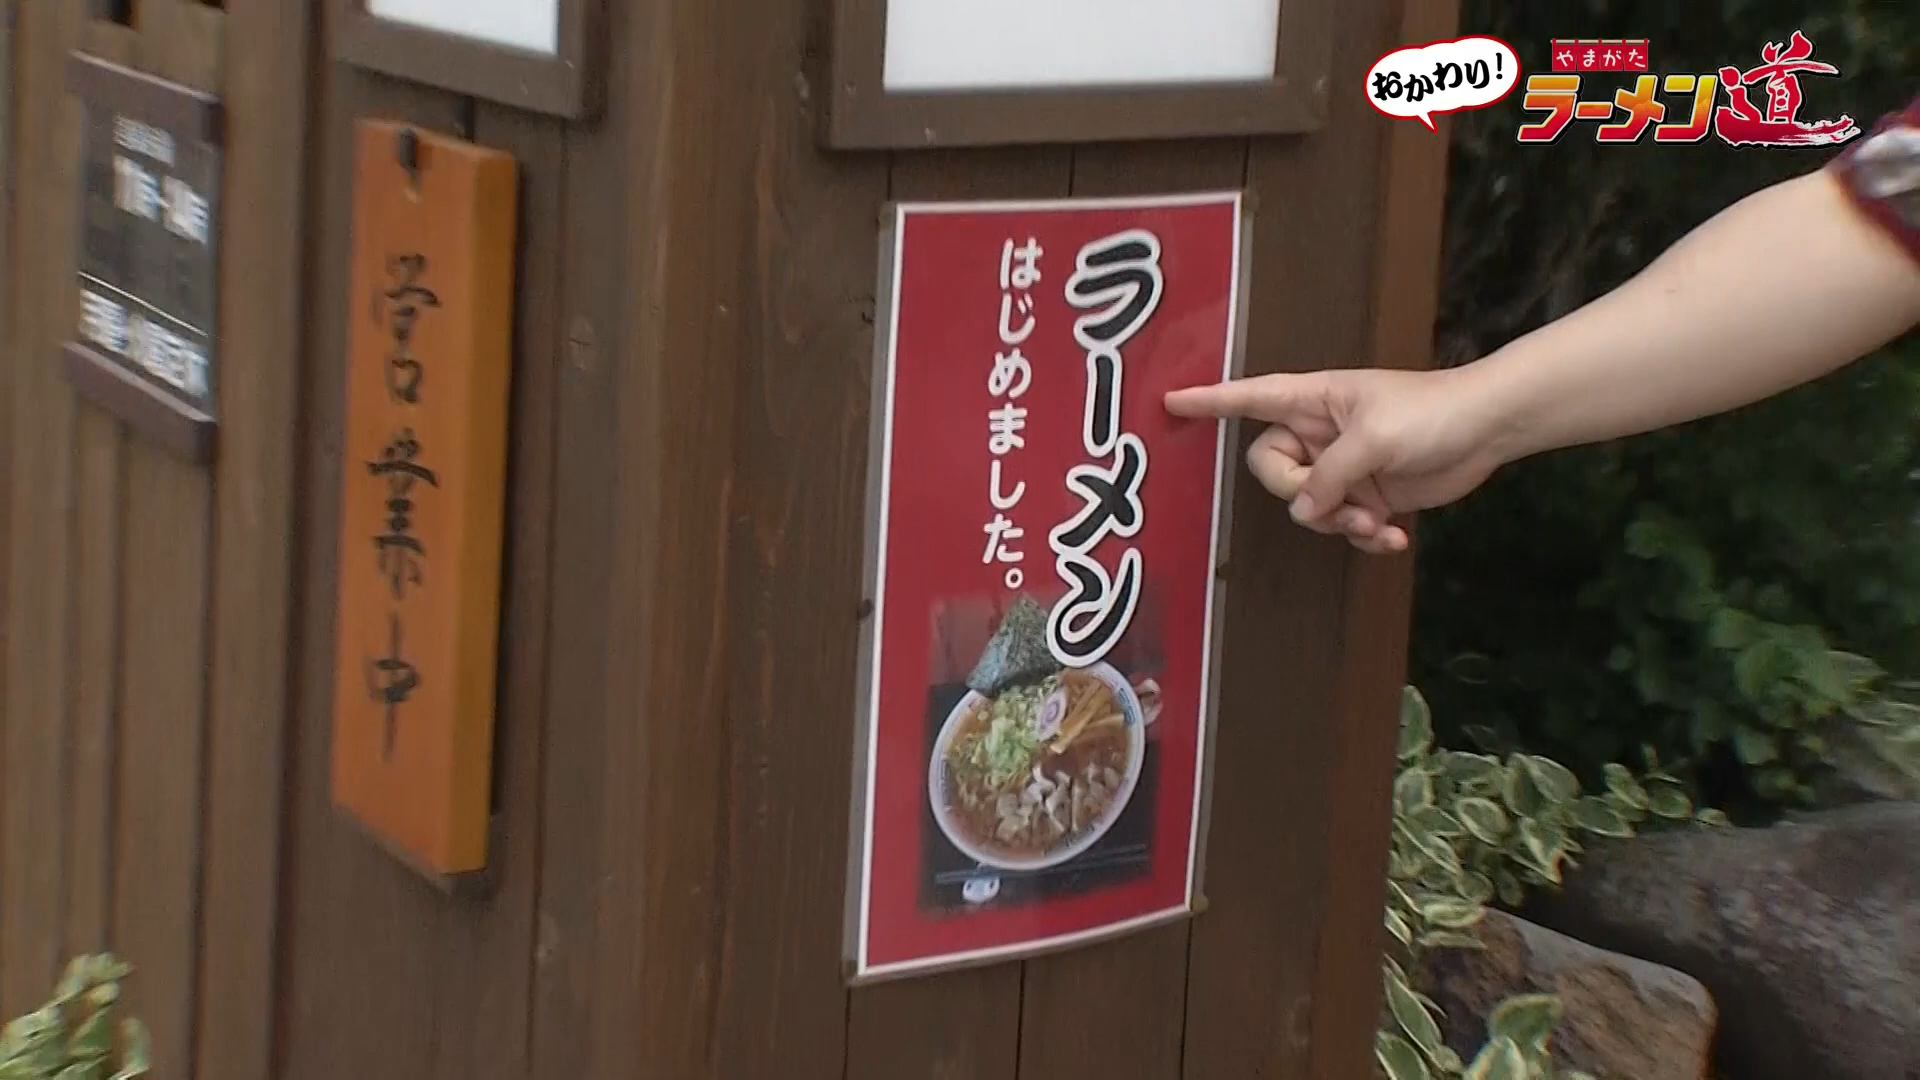 おかわり!
やまがた
ラーメン道
ラーメン
はじめました。
営業中